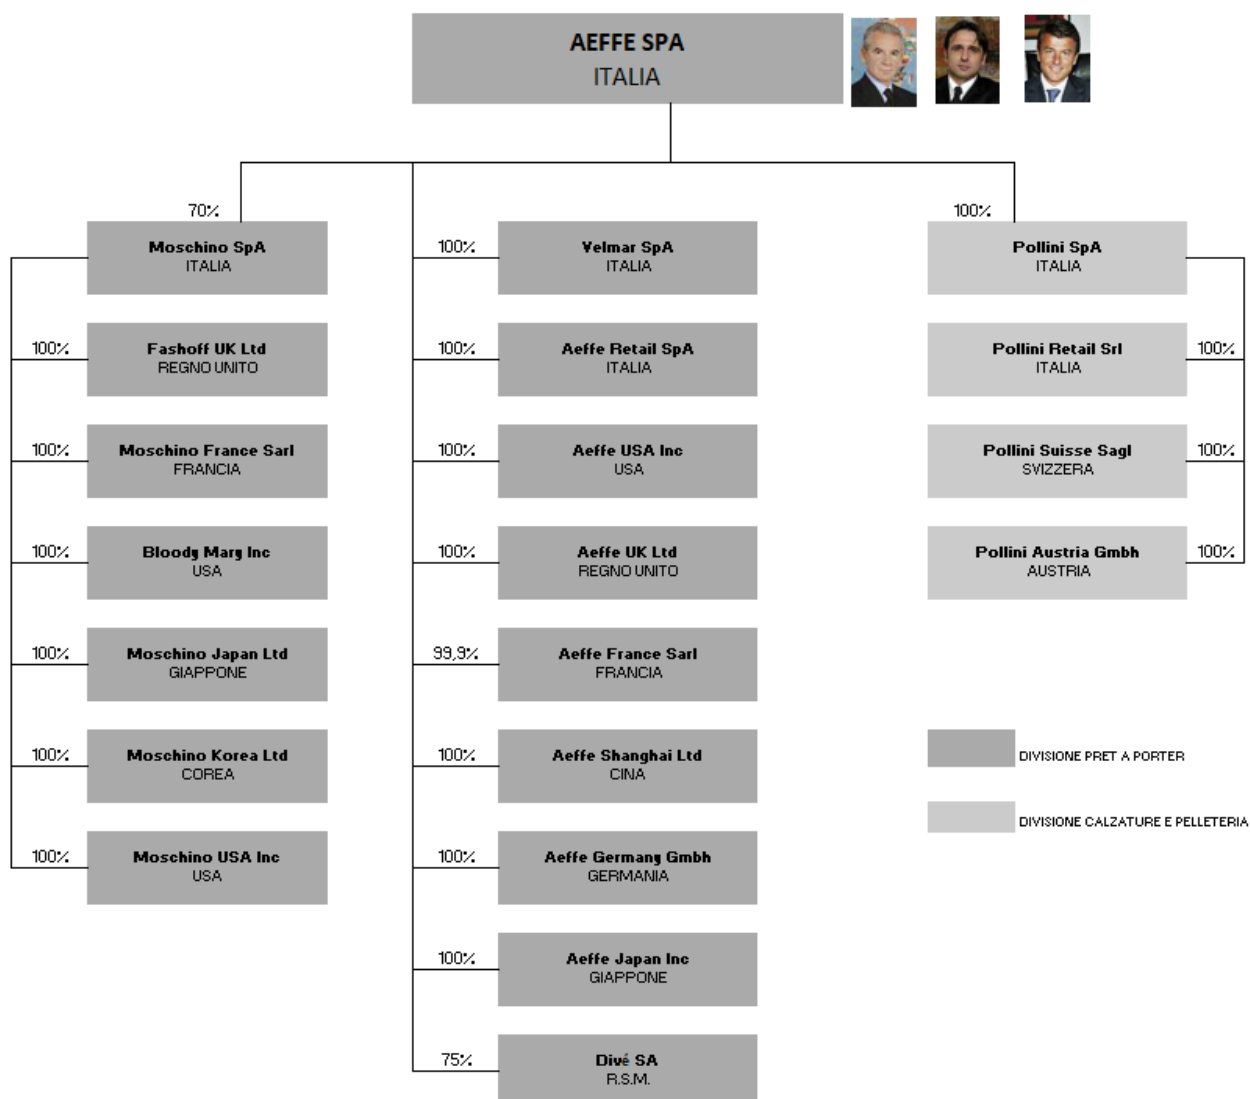 AEFFE SPA
ITALIA
70%
Moschino SpA
ITALIA
100%
Fashoff UK Ltd
REGNO UNITO
100%
Moschino France Sarl
FRANCIA
100%
Bloody Mary Inc
USA
100%
Moschino Japan Ltd
GIAPPONE
100%
Moschino Korea Ltd
COREA
100%
Moschino USA Inc
USA
100%
Velmar SpA
ITALIA
100%
Aeffe Retail SpA
ITALIA
100%
Aeffe USA Inc
USA
100%
Aeffe UK Ltd
REGNO UNITO
99,9%
Aeffe France Sarl
FRANCIA
100%
Aeffe Shanghai Ltd
CINA
100%
Aeffe Germany Gmbh
GERMANIA
100%
Aeffe Japan Inc
GIAPPONE
75%
Divé SA
R.S.M.
100%
Pollini SpA
ITALIA
Pollini Retail Srl
ITALIA
100%
Pollini Suisse Sagl
SVIZZERA
100%
Pollini Austria Gmbh
AUSTRIA
100%
DIVISIONE PRET A PORTER
DIVISIONE CALZATURE E PELLETERIA